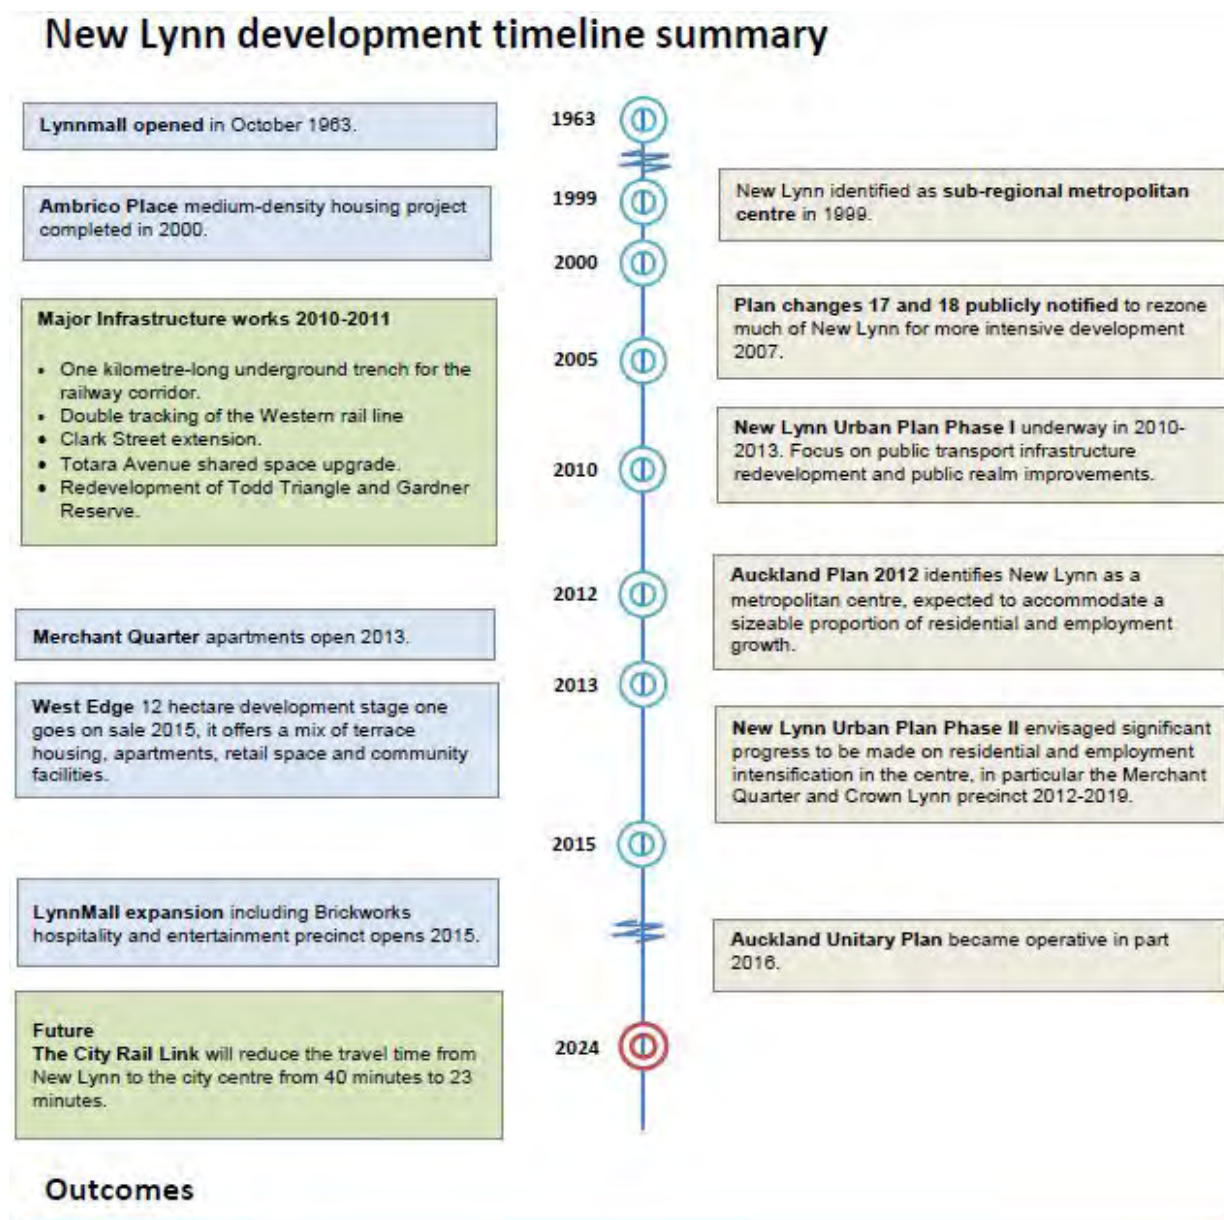 New Lynn development timeline summary
Lynnmall opened in October 1963.
1963
Ambrico Place medium-density housing project
completed in 2000.
1999
New Lynn identified as sub-regional metropolitan
centre in 1999.
2000
Major Infrastructure works 2010-2011
• One kilometre-long underground trench for the
railway corridor.
• Double tracking of the Western rail line
• Clark Street extension.
• Totara Avenue shared space upgrade.
• Redevelopment of Todd Triangle and Gardner
Reserve.
Plan changes 17 and 18 publicly notified to rezone
much of New Lynn for more intensive development
2007.
2005
New Lynn Urban Plan Phase I underway in 2010-
2013. Focus on public transport infrastructure
redevelopment and public realm improvements.
2010
2012
Auckland Plan 2012 identifies New Lynn as a
metropolitan centre, expected to accommodate a
sizeable proportion of residential and employment
growth.
Merchant Quarter apartments open 2013.
2013
West Edge 12 hectare development stage one
goes on sale 2015, it offers a mix of terrace
housing, apartments, retail space and community
facilities.
New Lynn Urban Plan Phase II envisaged significant
progress to be made on residential and employment
intensification in the centre, in particular the Merchant
Quarter and Crown Lynn precinct 2012-2019.
2015
LynnMall expansion including Brickworks
hospitality and entertainment precinct opens 2015.
Auckland Unitary Plan became operative in part
2016.
Future
The City Rail Link will reduce the travel time from
New Lynn to the city centre from 40 minutes to 23
minutes.
2024
Outcomes